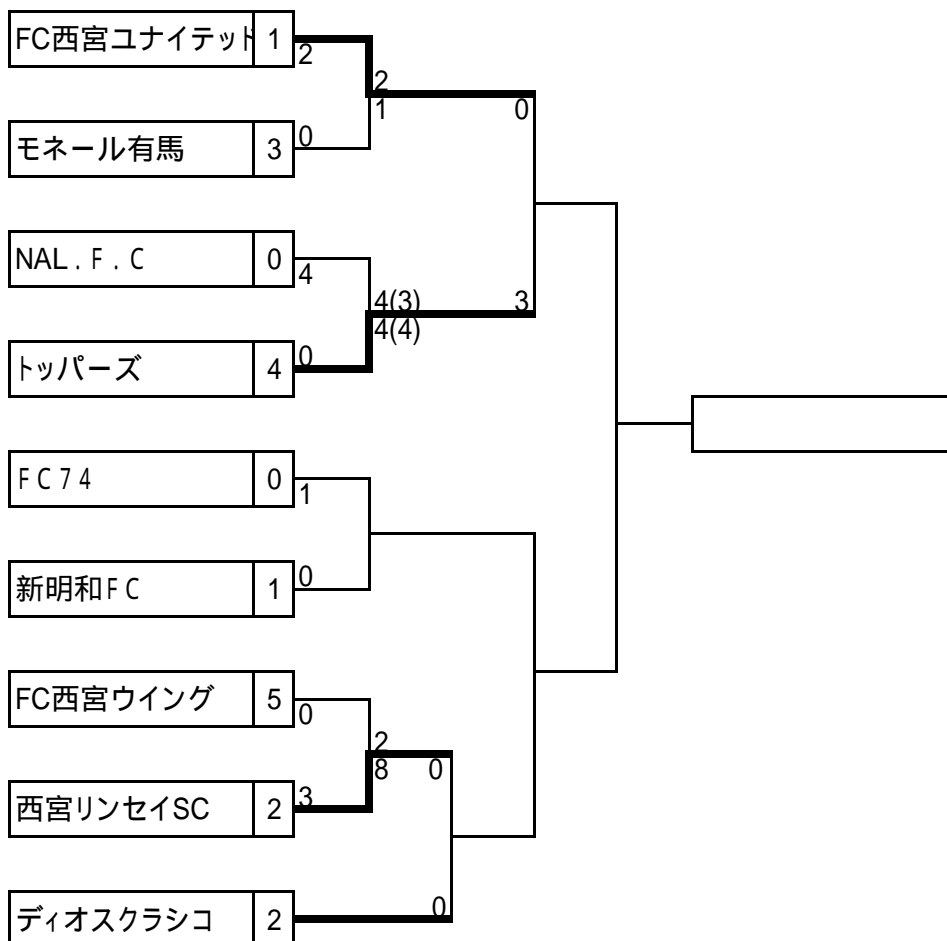 FC西宮ユナイテッド 1
2
2
1
0
モネール有馬 3
0
NAL．Ｆ．Ｃ 0
4
4(3)
4(4)
3
トッパーズ 4
0
ＦＣ７４ 0
1
新明和ＦＣ 1
0
FC西宮ウイング 5
0
2
8
0
西宮リンセイSC 2
3
ディオスクラシコ 2
0